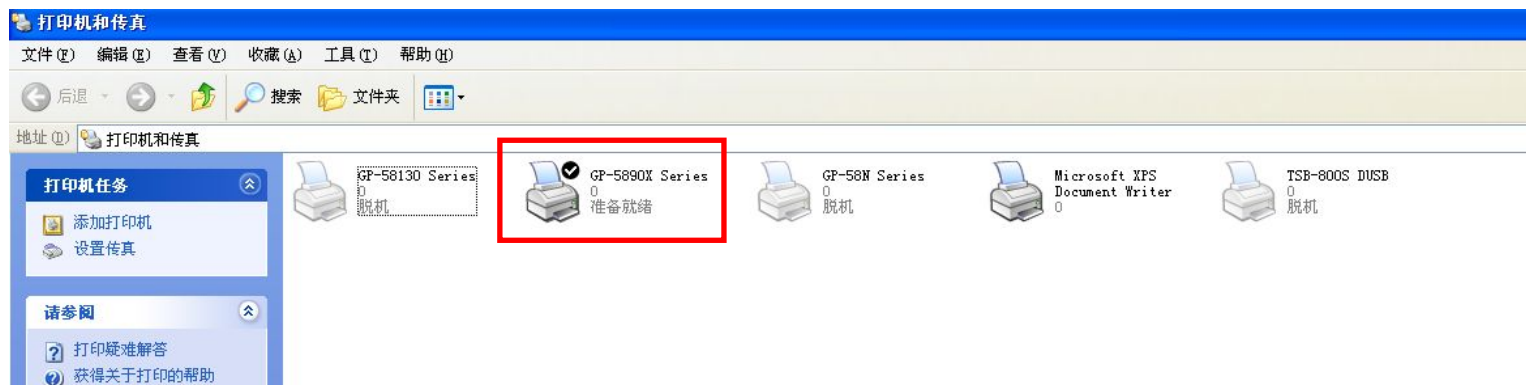 打印机和传真
文件(F) 编辑(E) 查看(V) 收藏(A) 工具(T) 帮助(H)
后退 搜索 文件夹
地址(D) 打印机和传真
打印机任务
添加打印机
设置传真
请参阅
打印疑难解答
获得关于打印的帮助
GP-58130 Series
0
脱机
GP-5890X Series
0
准备就绪
GP-58N Series
0
脱机
Microsoft XPS
Document Writer
0
TSB-800S DUSB
0
脱机